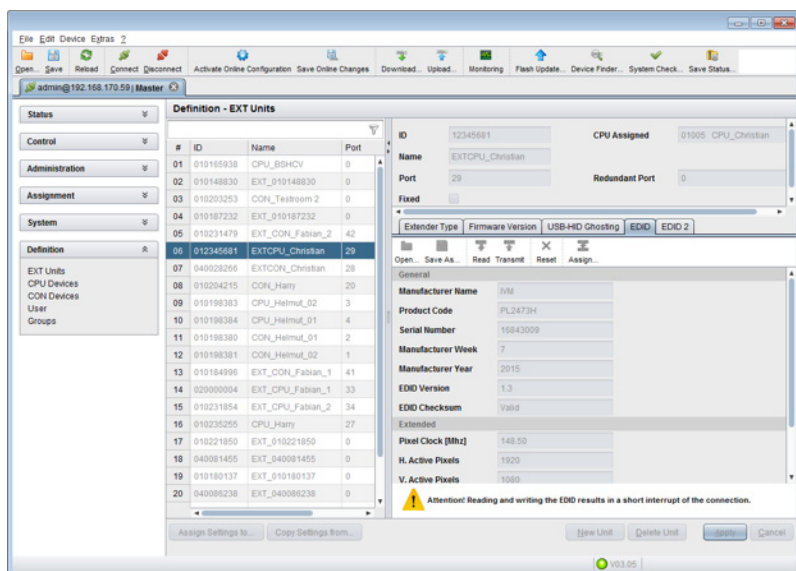 File Edit Device Extras ?
Open... Save Reload Connect Disconnect Activate Online Configuration Save Online Changes Download... Upload... Monitoring Flash Update... Device Finder... System Check... Save Status...
admin@192.168.170.59 | Master
Status
Control
Administration
Assignment
System
Definition
EXT Units
CPU Devices
CON Devices
User
Groups
Definition - EXT Units
# ID Name Port
01 010165938 CPU_BSHCV 0
02 010148830 EXT_010148830 0
03 010203253 CON_Testroom 2 0
04 010187232 EXT_010187232 0
05 010231479 EXT_CON_Fabian_2 42
06 012345681 EXTCPU_Christian 29
07 040028266 EXTCON_Christian 28
08 010204215 CON_Harry 20
09 010198383 CPU_Helmut_02 3
10 010198384 CPU_Helmut_01 4
11 010198380 CON_Helmut_01 2
12 010198381 CON_Helmut_02 1
13 010184996 EXT_CON_Fabian_1 41
14 020000004 EXT_CPU_Fabian_1 33
15 010231854 EXT_CPU_Fabian_2 34
16 010235255 CPU_Harry 27
17 010221850 EXT_010221850 0
18 040081455 EXT_040081455 0
19 010180137 EXT_010180137 0
20 040086238 EXT_040086238 0
Assign Settings to... Copy Settings from...
ID 12345681 CPU Assigned 01005 CPU_Christian
Name EXTCPU_Christian
Port 29 Redundant Port 0
Fixed
Extender Type Firmware Version USB-HID Ghosting EDID EDID 2
Open... Save As... Read Transmit Reset Assign...
General
Manufacturer Name IVM
Product Code PL2473H
Serial Number 16843009
Manufacturer Week 7
Manufacturer Year 2015
EDID Version 1.3
EDID Checksum Valid
Extended
Pixel Clock [Mhz] 148.50
H. Active Pixels 1920
V. Active Pixels 1080
Attention! Reading and writing the EDID results in a short interrupt of the connection.
New Unit Delete Unit Apply Cancel
V03.05